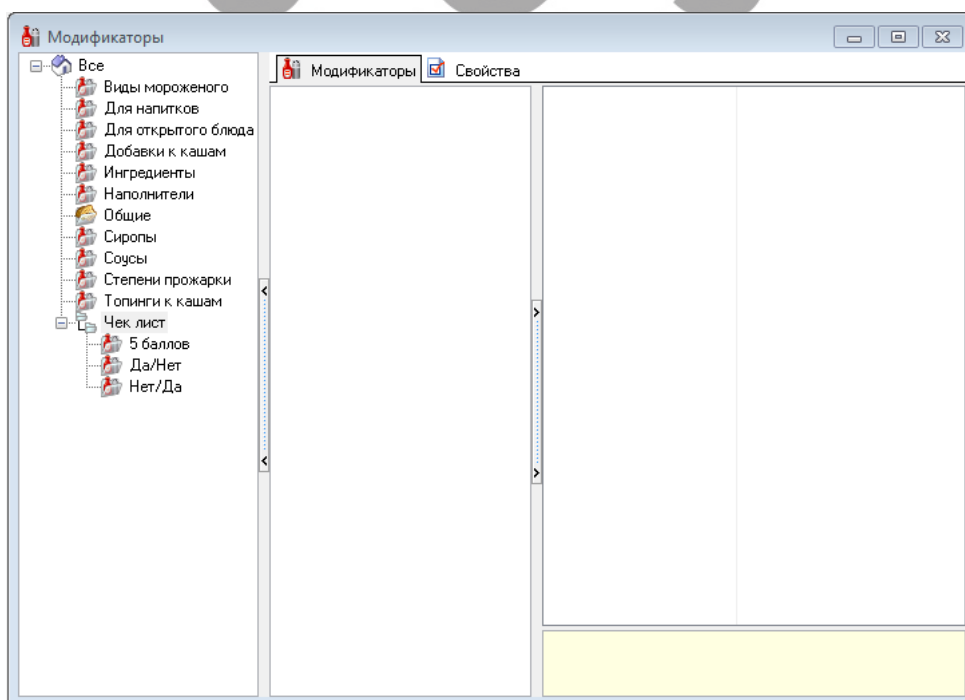 Модификаторы
Все
Виды мороженого
Для напитков
Для открытого блюда
Добавки к кашам
Ингредиенты
Наполнители
Общие
Сиропы
Соусы
Степени прожарки
Топинги к кашам
Чек лист
5 баллов
Да/Нет
Нет/Да
Модификаторы
Свойства